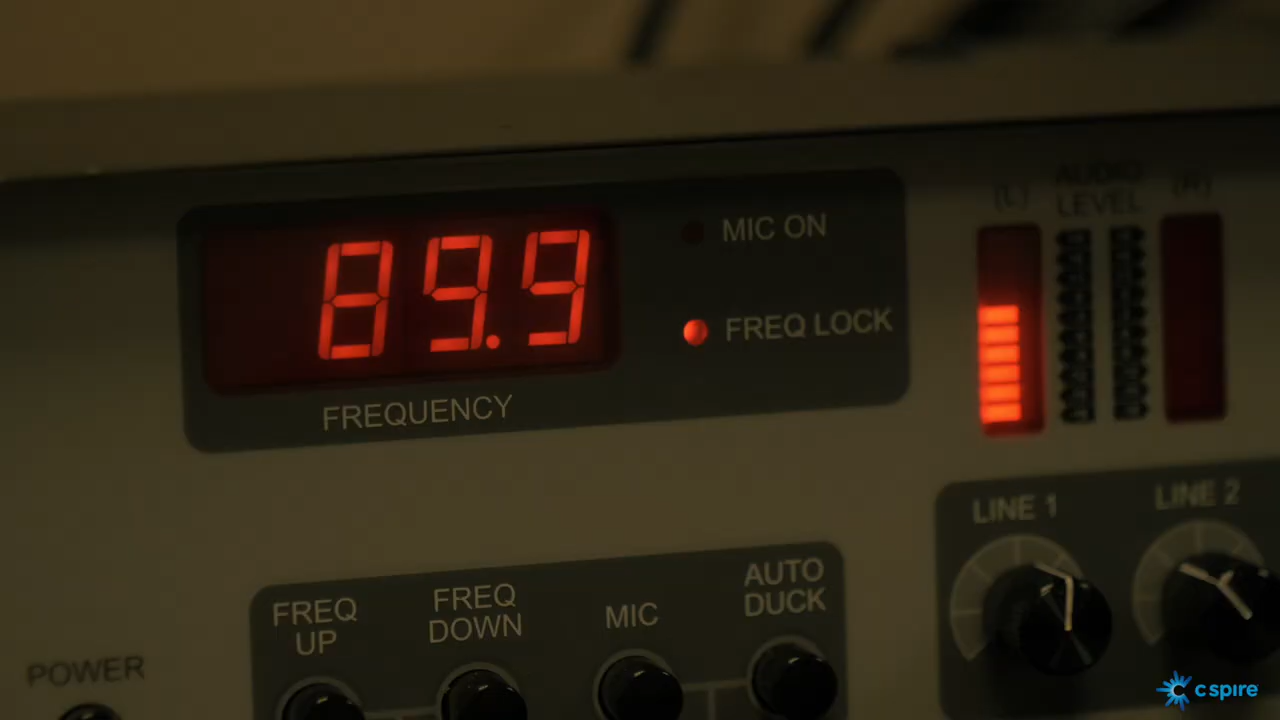 89.9
MIC ON
FREQ LOCK
FREQUENCY
(L)
AUDIO
LEVEL
(R)
LINE 1
LINE 2
FREQ
UP
FREQ
DOWN
MIC
AUTO
DUCK
POWER
c spire